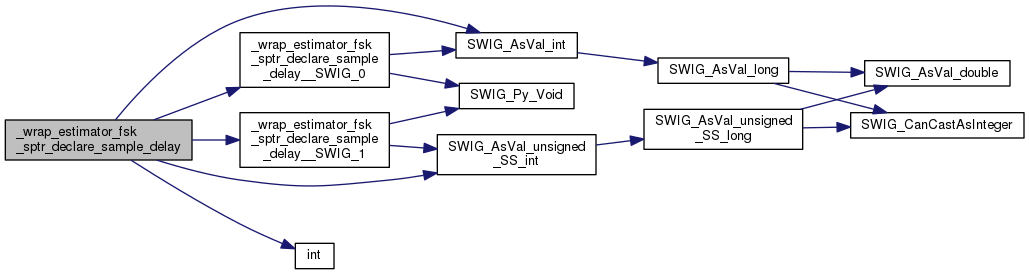 _wrap_estimator_fsk
_sptr_declare_sample_delay
_wrap_estimator_fsk
_sptr_declare_sample
_delay__SWIG_0
_wrap_estimator_fsk
_sptr_declare_sample
_delay__SWIG_1
int
SWIG_AsVal_int
SWIG_Py_Void
SWIG_AsVal_unsigned
_SS_int
SWIG_AsVal_long
SWIG_AsVal_unsigned
_SS_long
SWIG_AsVal_double
SWIG_CanCastAsInteger